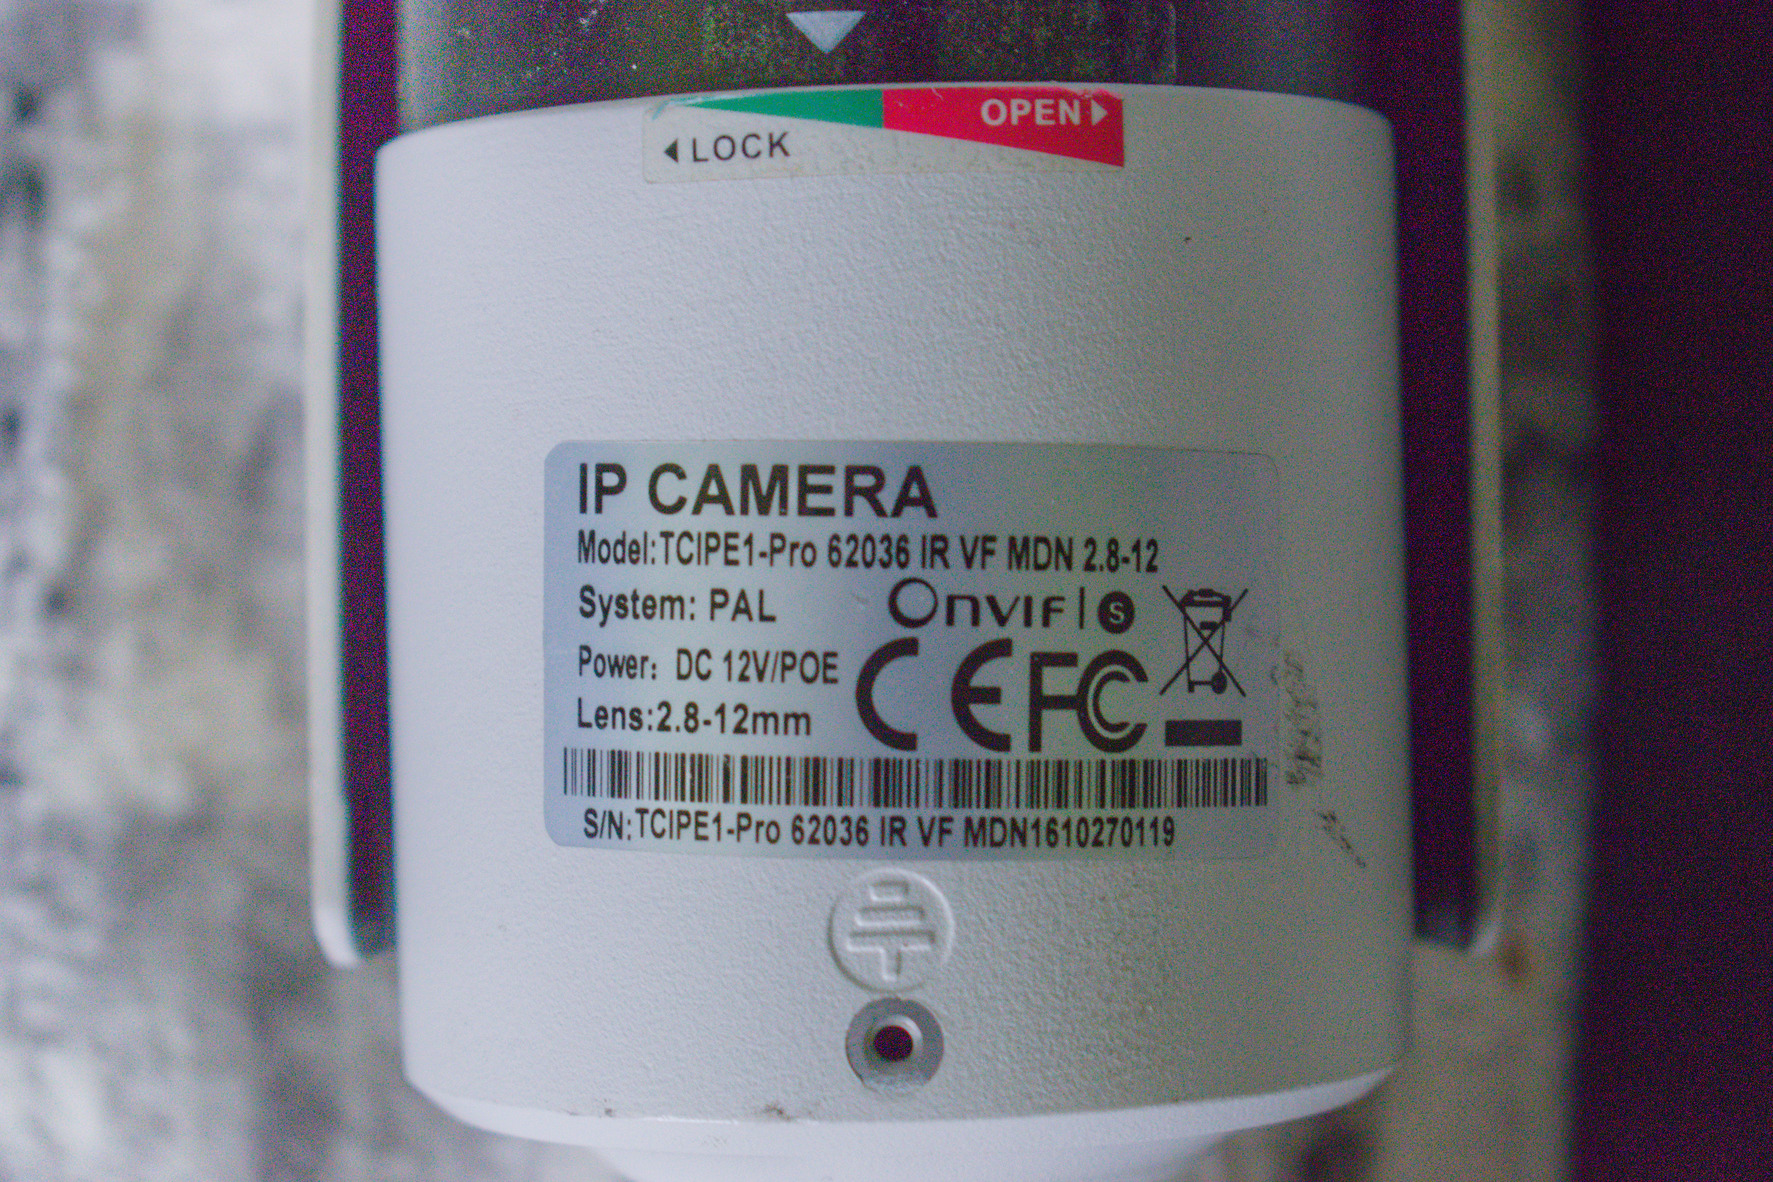 OPEN
LOCK
IP CAMERA
Model:TCIPE1-Pro 62036 IR VF MDN 2.8-12
System: PAL
ONVIF | S
Power: DC 12V/POE
CE FC
Lens:2.8-12mm
S/N:TCIPE1-Pro 62036 IR VF MDN1610270119